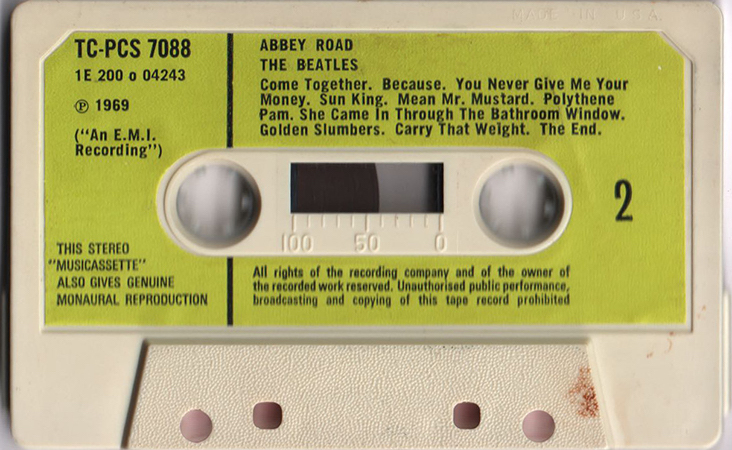 MADE IN U.S.A.
TC-PCS 7088
1E 200 o 04243
Ⓟ 1969
("An E.M.I.
Recording")
ABBEY ROAD
THE BEATLES
Come Together. Because. You Never Give Me Your
Money. Sun King. Mean Mr. Mustard. Polythene
Pam. She Came In Through The Bathroom Window.
Golden Slumbers. Carry That Weight. The End.
2
100 50 0
THIS STEREO
"MUSICASSETTE"
ALSO GIVES GENUINE
MONAURAL REPRODUCTION
All rights of the recording company and of the owner of
the recorded work reserved. Unauthorised public performance,
broadcasting and copying of this tape record prohibited